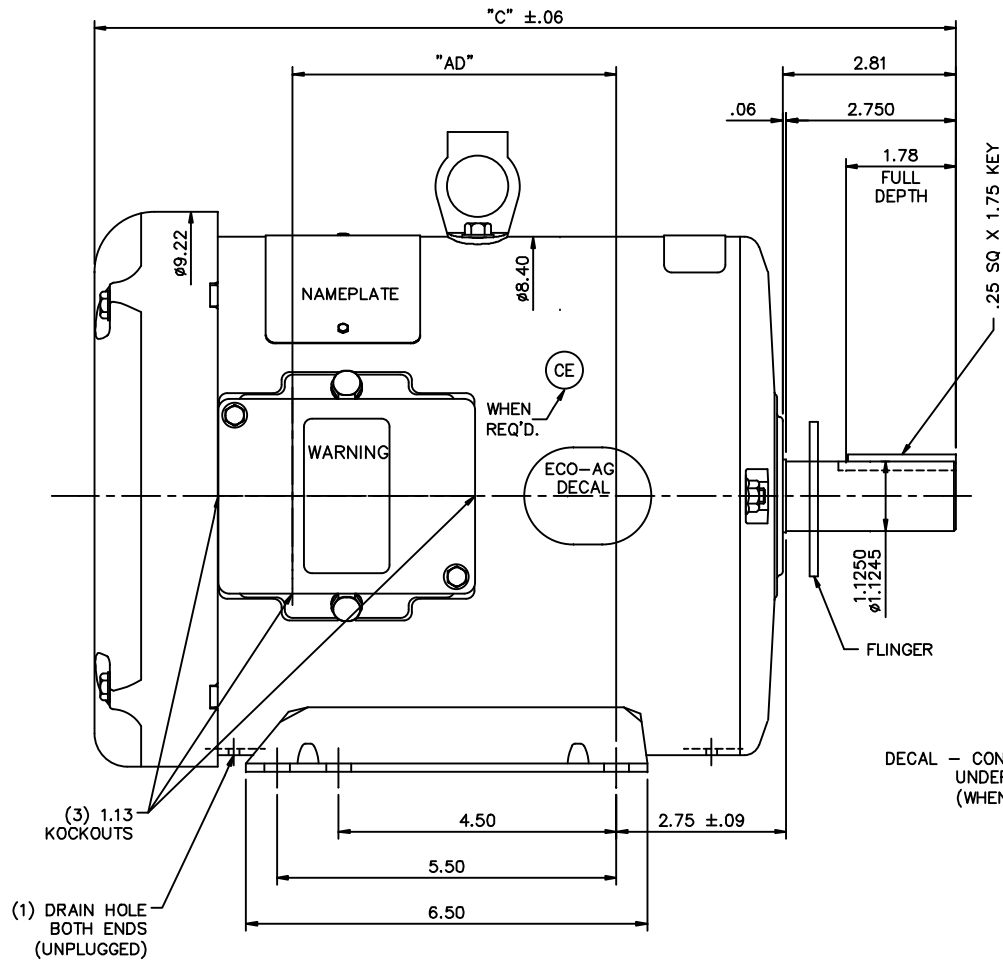 "C" ±.06
"AD"
2.81
.06
2.750
1.78
FULL
DEPTH
.25 SQ X 1.75 KEY
ø9.22
ø8.40
NAMEPLATE
CE
WHEN
REQ'D.
WARNING
ECO-AG
DECAL
1.1250
ø1.1245
FLINGER
DECAL - CON
UNDER
(WHEN
(3) 1.13
KOCKOUTS
4.50
2.75 ±.09
5.50
6.50
(1) DRAIN HOLE
BOTH ENDS
(UNPLUGGED)